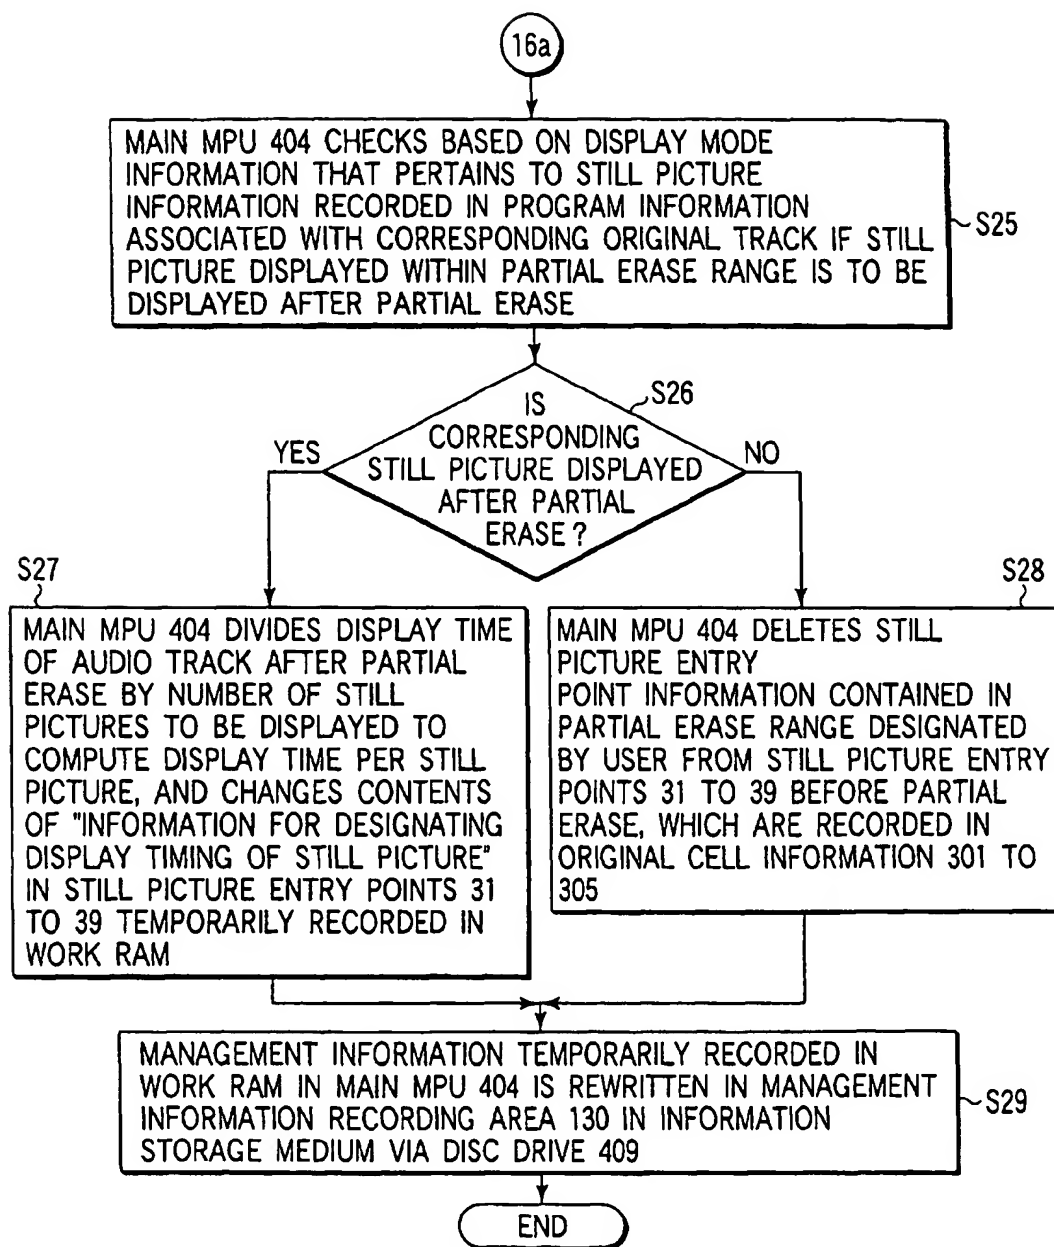 16a
MAIN MPU 404 CHECKS BASED ON DISPLAY MODE
INFORMATION THAT PERTAINS TO STILL PICTURE
INFORMATION RECORDED IN PROGRAM INFORMATION
ASSOCIATED WITH CORRESPONDING ORIGINAL TRACK IF STILL
PICTURE DISPLAYED WITHIN PARTIAL ERASE RANGE IS TO BE
DISPLAYED AFTER PARTIAL ERASE
S25
S26
IS
CORRESPONDING
STILL PICTURE DISPLAYED
AFTER PARTIAL
ERASE?
YES
NO
S27
MAIN MPU 404 DIVIDES DISPLAY TIME
OF AUDIO TRACK AFTER PARTIAL
ERASE BY NUMBER OF STILL
PICTURES TO BE DISPLAYED TO
COMPUTE DISPLAY TIME PER STILL
PICTURE, AND CHANGES CONTENTS
OF "INFORMATION FOR DESIGNATING
DISPLAY TIMING OF STILL PICTURE"
IN STILL PICTURE ENTRY POINTS 31
TO 39 TEMPORARILY RECORDED IN
WORK RAM
S28
MAIN MPU 404 DELETES STILL
PICTURE ENTRY
POINT INFORMATION CONTAINED IN
PARTIAL ERASE RANGE DESIGNATED
BY USER FROM STILL PICTURE ENTRY
POINTS 31 TO 39 BEFORE PARTIAL
ERASE, WHICH ARE RECORDED IN
ORIGINAL CELL INFORMATION 301 TO
305
MANAGEMENT INFORMATION TEMPORARILY RECORDED IN
WORK RAM IN MAIN MPU 404 IS REWRITTEN IN MANAGEMENT
INFORMATION RECORDING AREA 130 IN INFORMATION
STORAGE MEDIUM VIA DISC DRIVE 409
S29
END